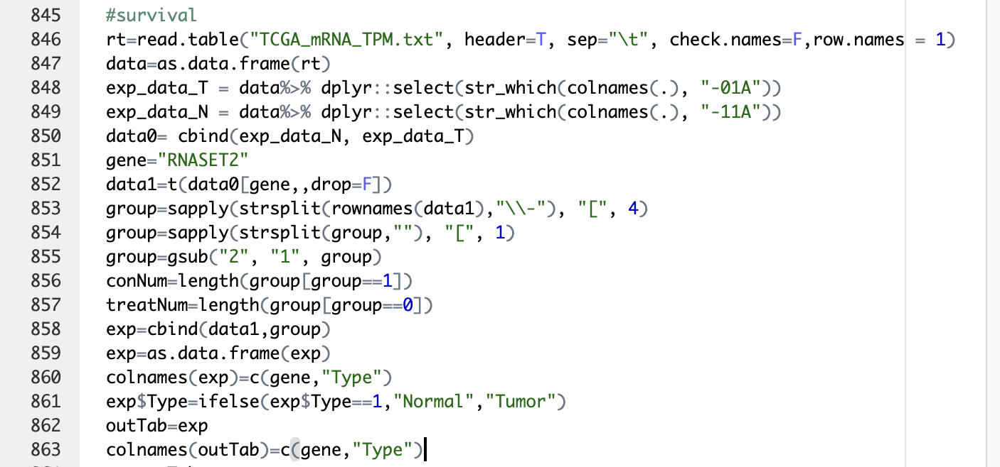 845 #survival
846 rt=read.table("TCGA_mRNA_TPM.txt", header=T, sep="\t", check.names=F,row.names = 1)
847 data=as.data.frame(rt)
848 exp_data_T = data%>% dplyr::select(str_which(colnames(.), "-01A"))
849 exp_data_N = data%>% dplyr::select(str_which(colnames(.), "-11A"))
850 data0= cbind(exp_data_N, exp_data_T)
851 gene="RNASET2"
852 data1=t(data0[gene,,drop=F])
853 group=sapply(strsplit(rownames(data1),"\\-"), "[", 4)
854 group=sapply(strsplit(group,""), "[", 1)
855 group=gsub("2", "1", group)
856 conNum=length(group[group==1])
857 treatNum=length(group[group==0])
858 exp=cbind(data1,group)
859 exp=as.data.frame(exp)
860 colnames(exp)=c(gene,"Type")
861 exp$Type=ifelse(exp$Type==1,"Normal","Tumor")
862 outTab=exp
863 colnames(outTab)=c(gene,"Type")